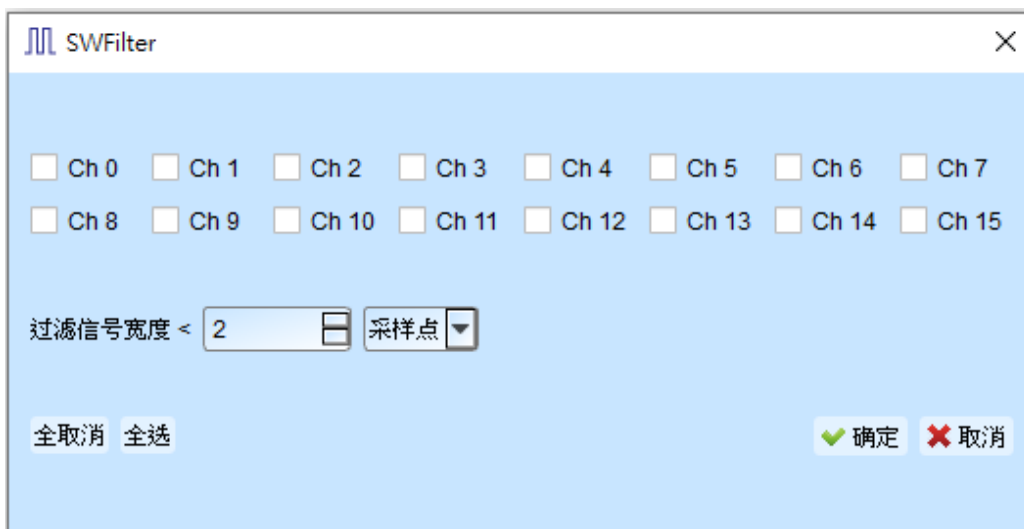 SWFilter
Ch 0 Ch 1 Ch 2 Ch 3 Ch 4 Ch 5 Ch 6 Ch 7
Ch 8 Ch 9 Ch 10 Ch 11 Ch 12 Ch 13 Ch 14 Ch 15
过滤信号宽度 < 2 采样点
全取消 全选 确定 取消